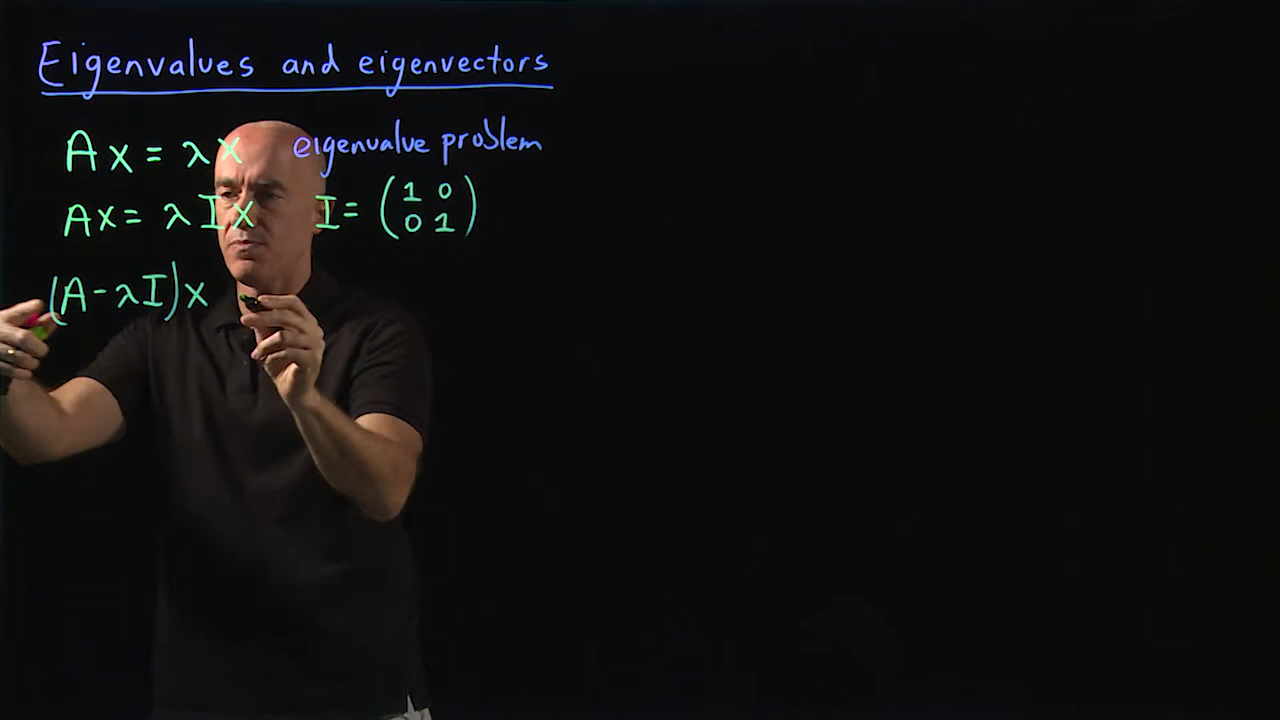 Eigenvalues and eigenvectors
Ax = λx eigenvalue problem
Ax = λIx I = (1 0
0 1)
(A - λI)x